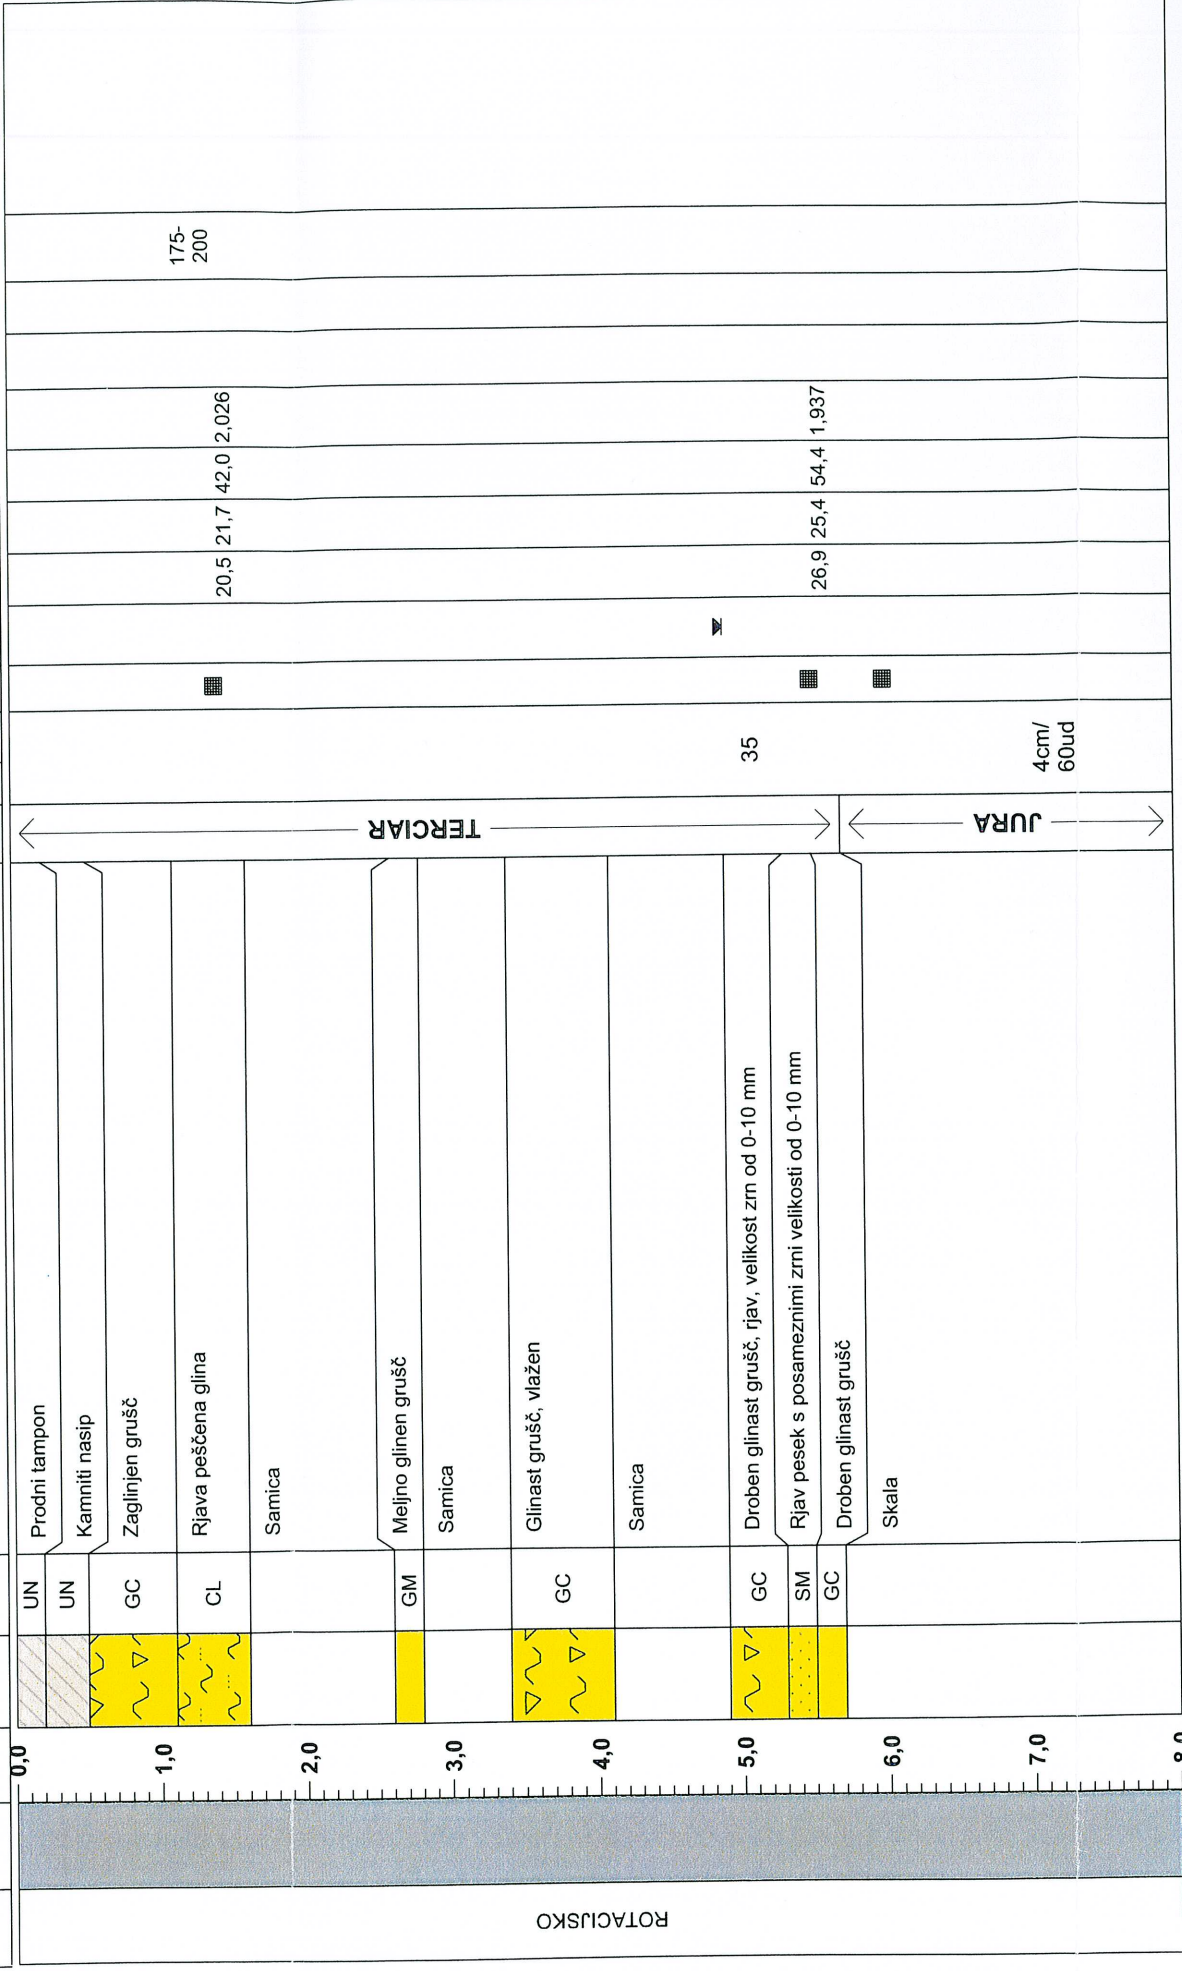 ROTACIJSKO
0,0
1,0
2,0
3,0
4,0
5,0
6,0
7,0
UN
UN
GC
CL
GM
GC
GC
SM
GC
Prodni tampon
Kamniti nasip
Zaglinjen grušč
Rjava peščena glina
Samica
Meljno glinen grušč
Samica
Glinast grušč, vlažen
Samica
Droben glinast grušč, rjav, velikost zrn od 0-10 mm
Rjav pesek s posameznimi zrni velikosti od 0-10 mm
Droben glinast grušč
Skala
TERCIAR
JURA
35
4cm/
60ud
20,5 21,7 42,0 2,026
26,9 25,4 54,4 1,937
175-
200